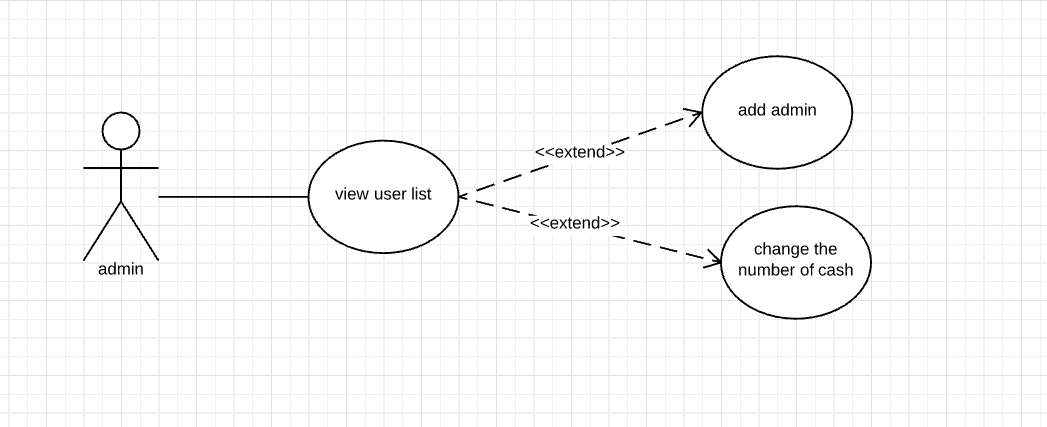 add admin
<<extend>>
view user list
<<extend>>
change the
number of cash
admin